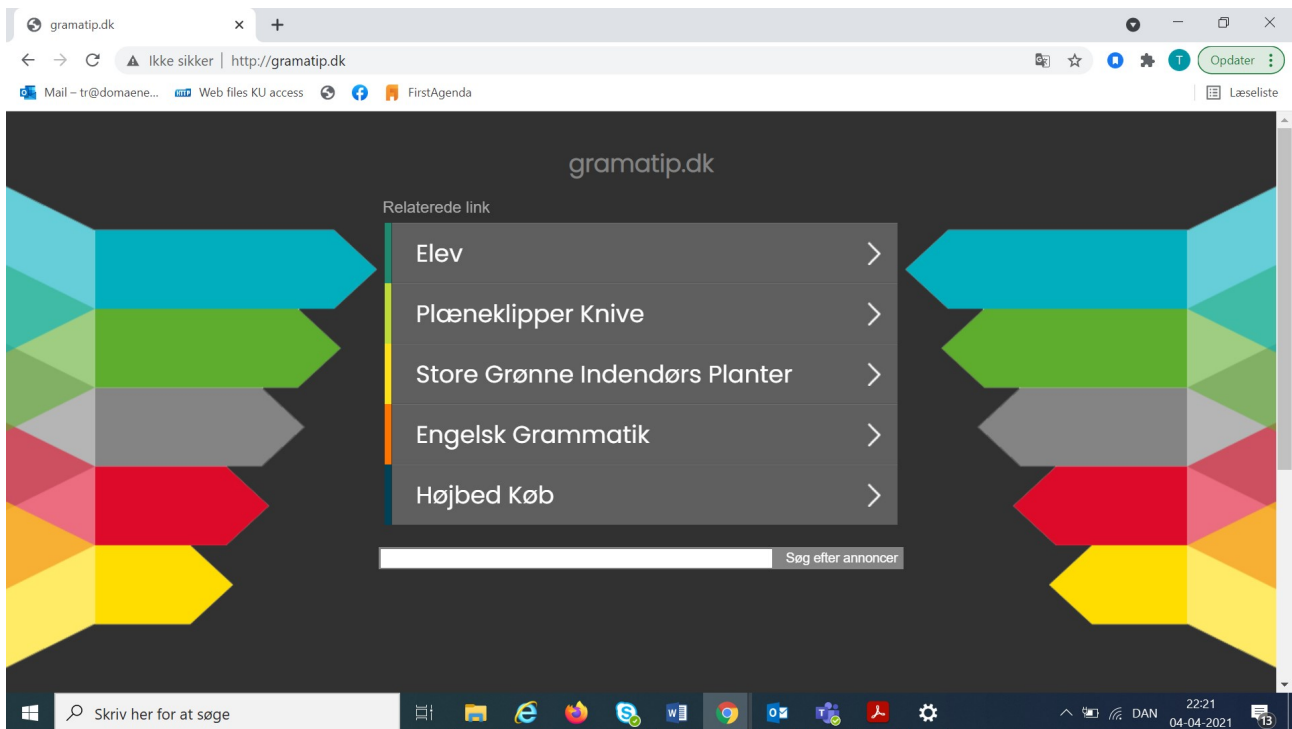 gramatip.dk
Ikke sikker | http://gramatip.dk
T
Opdater
Mail – tr@domaene...
Web files KU access
FirstAgenda
Læseliste
gramatip.dk
Relaterede link
Elev
Plæneklipper Knive
Store Grønne Indendørs Planter
Engelsk Grammatik
Højbed Køb
Søg efter annoncer
Skriv her for at søge
DAN
22:21
04-04-2021
13